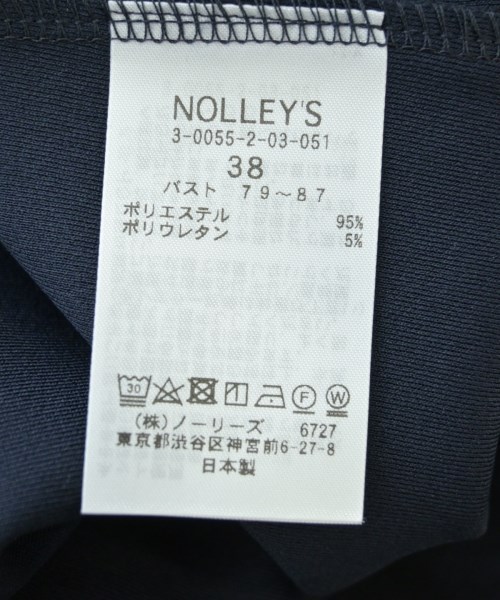 NOLLEY'S
3-0055-2-03-051
38
バスト 79～87
ポリエステル 95%
ポリウレタン 5%
30 F W
(株)ノーリーズ 6727
東京都渋谷区神宮前6-27-8
日本製